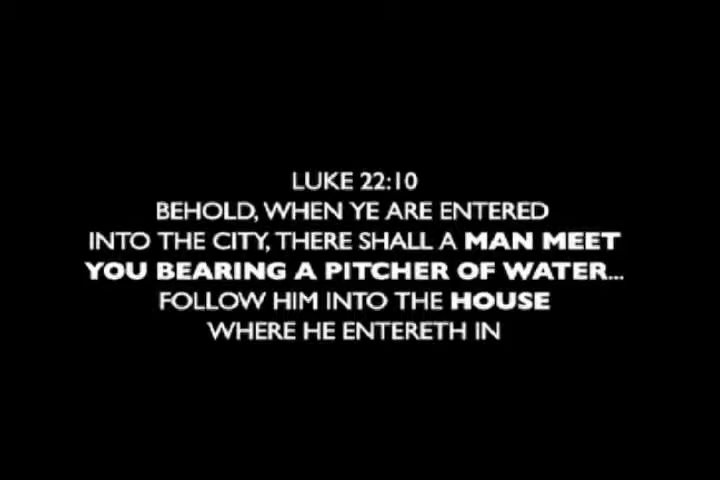 LUKE 22:10
BEHOLD, WHEN YE ARE ENTERED
INTO THE CITY, THERE SHALL A MAN MEET
YOU BEARING A PITCHER OF WATER...
FOLLOW HIM INTO THE HOUSE
WHERE HE ENTERETH IN